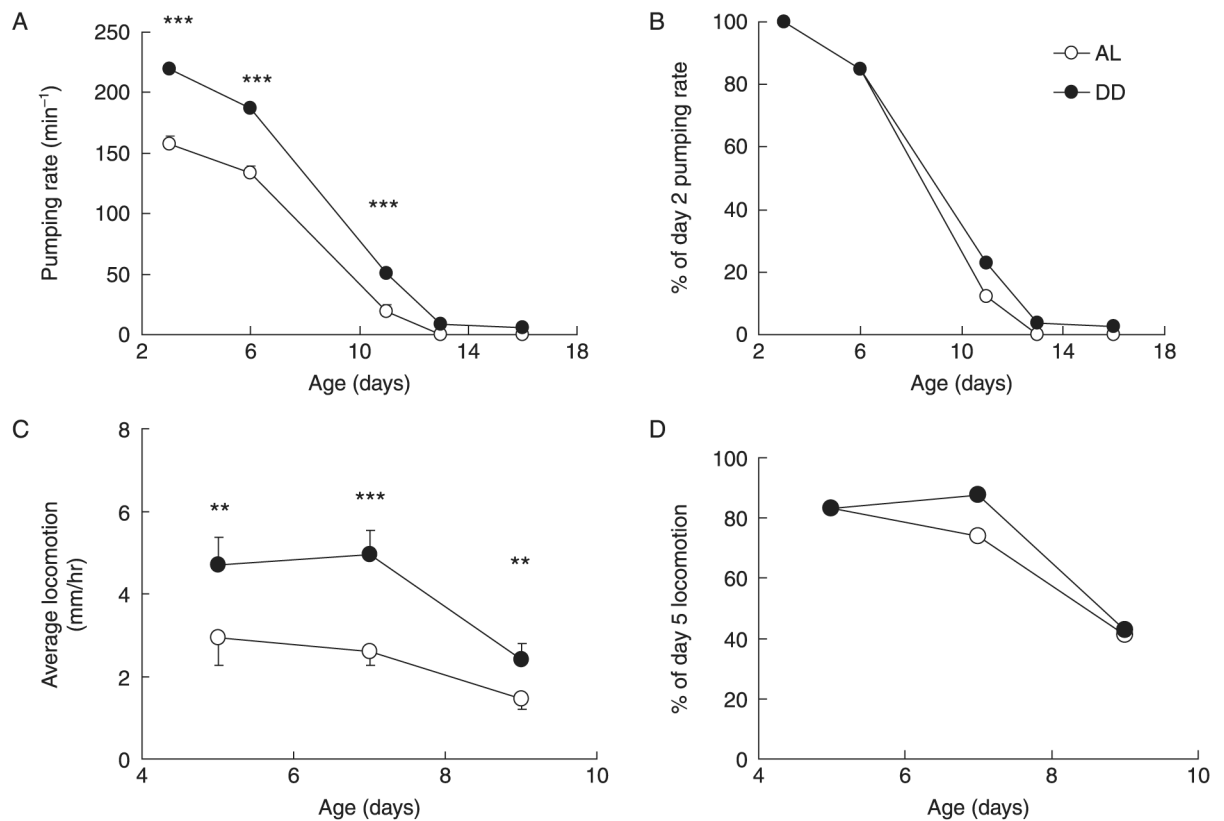 A
Pumping rate (min⁻¹)
250
200
150
100
50
0
***
***
***
2 6 10 14 18
Age (days)
B
% of day 2 pumping rate
100
80
60
40
20
0
AL
DD
2 6 10 14 18
Age (days)
C
Average locomotion
(mm/hr)
8
6
4
2
0
**
***
**
4 6 8 10
Age (days)
D
% of day 5 locomotion
100
80
60
40
20
0
4 6 8 10
Age (days)